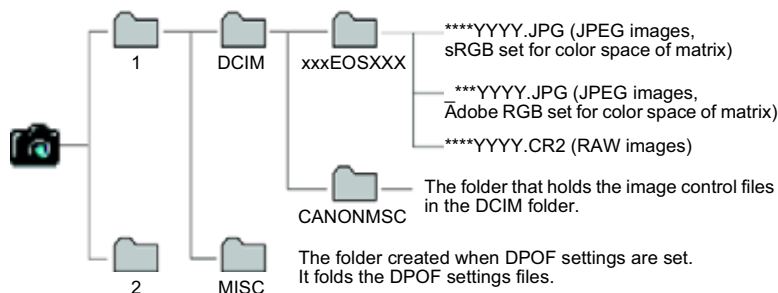 ****YYYY.JPG (JPEG images,
sRGB set for color space of matrix)
1
DCIM
xxxEOSXXX
_***YYYY.JPG (JPEG images,
Adobe RGB set for color space of matrix)
****YYYY.CR2 (RAW images)
The folder that holds the image control files
in the DCIM folder.
CANONMSC
The folder created when DPOF settings are set.
It folds the DPOF settings files.
2
MISC